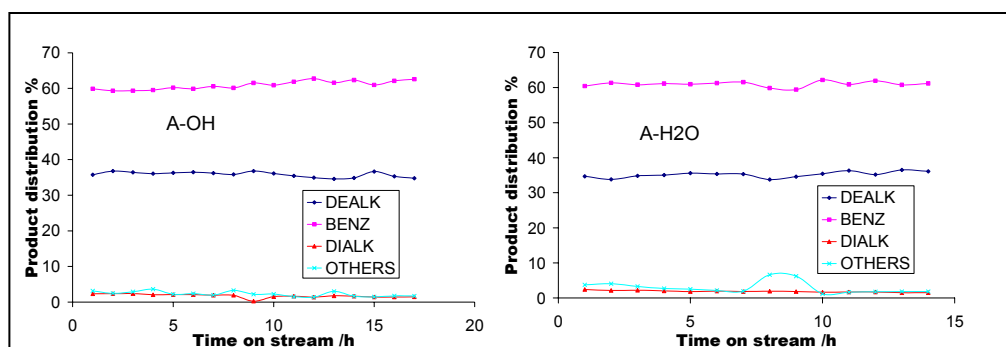 70
60
50
40
30
20
10
0
Product distribution %
A-OH
DEALK
BENZ
DIALK
OTHERS
0 5 10 15 20
Time on stream /h
70
60
50
40
30
20
10
0
Product distribution %
A-H2O
DEALK
BENZ
DIALK
OTHERS
0 5 10 15
Time on stream /h